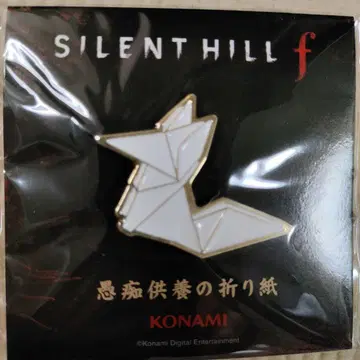 SILENT HILL f
愚痴供養の折り紙
KONAMI
©Konami Digital Entertainment